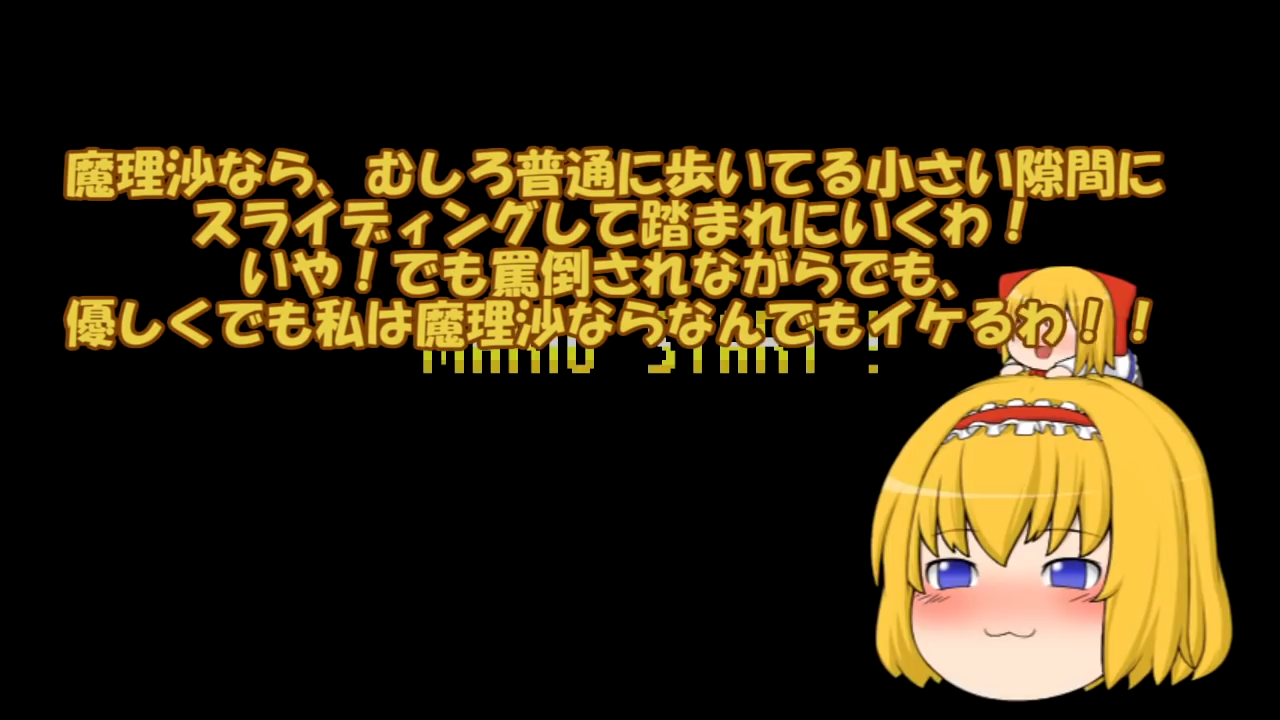 魔理沙なら、むしろ普通に歩いてる小さい隙間に
スライディングして踏まれにいくわ！
いや！でも罵倒されながらでも、
優しくでも私は魔理沙ならなんでもイケるわ！！
MARIO START !